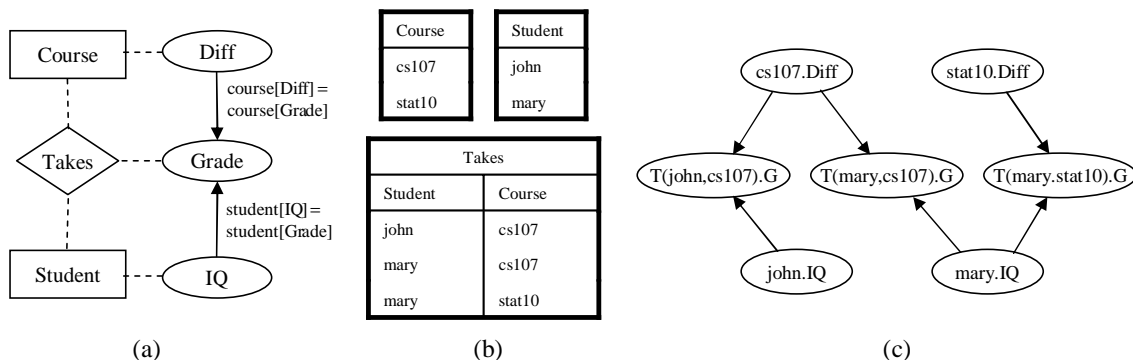 Course
Diff
course[Diff] =
course[Grade]
Takes
Grade
student[IQ] =
student[Grade]
Student
IQ
(a)
Course
cs107
stat10
Student
john
mary
Takes
Student Course
john cs107
mary cs107
mary stat10
(b)
cs107.Diff
stat10.Diff
T(john,cs107).G
T(mary,cs107).G
T(mary.stat10).G
john.IQ
mary.IQ
(c)